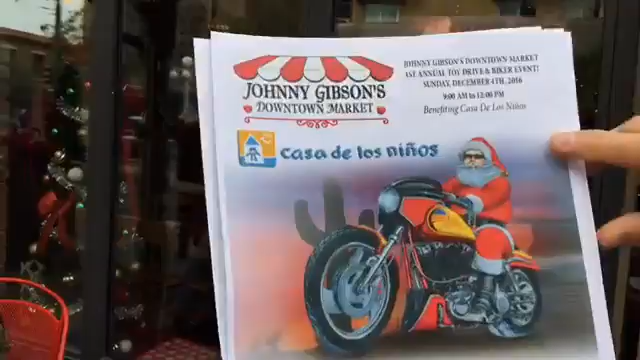 JOHNNY GIBSON'S
DOWNTOWN MARKET
JOHNNY GIBSON'S DOWNTOWN MARKET
1ST ANNUAL TOY DRIVE & BIKER EVENT!
SUNDAY, DECEMBER 4TH, 2016
9:00 AM to 12:00 PM
Benefiting Casa De Los Niños
casa de los niños